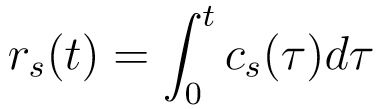 r_s(t) = \int_0^t c_s(\tau)d\tau